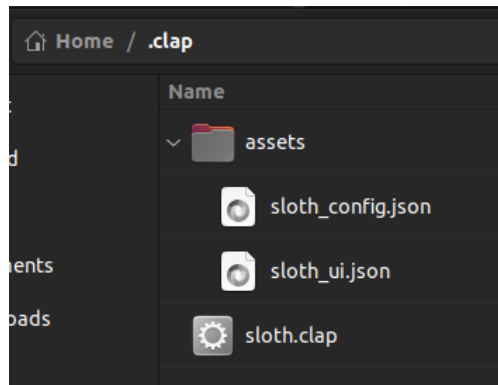 Home / .clap
Name
assets
sloth_config.json
sloth_ui.json
sloth.clap